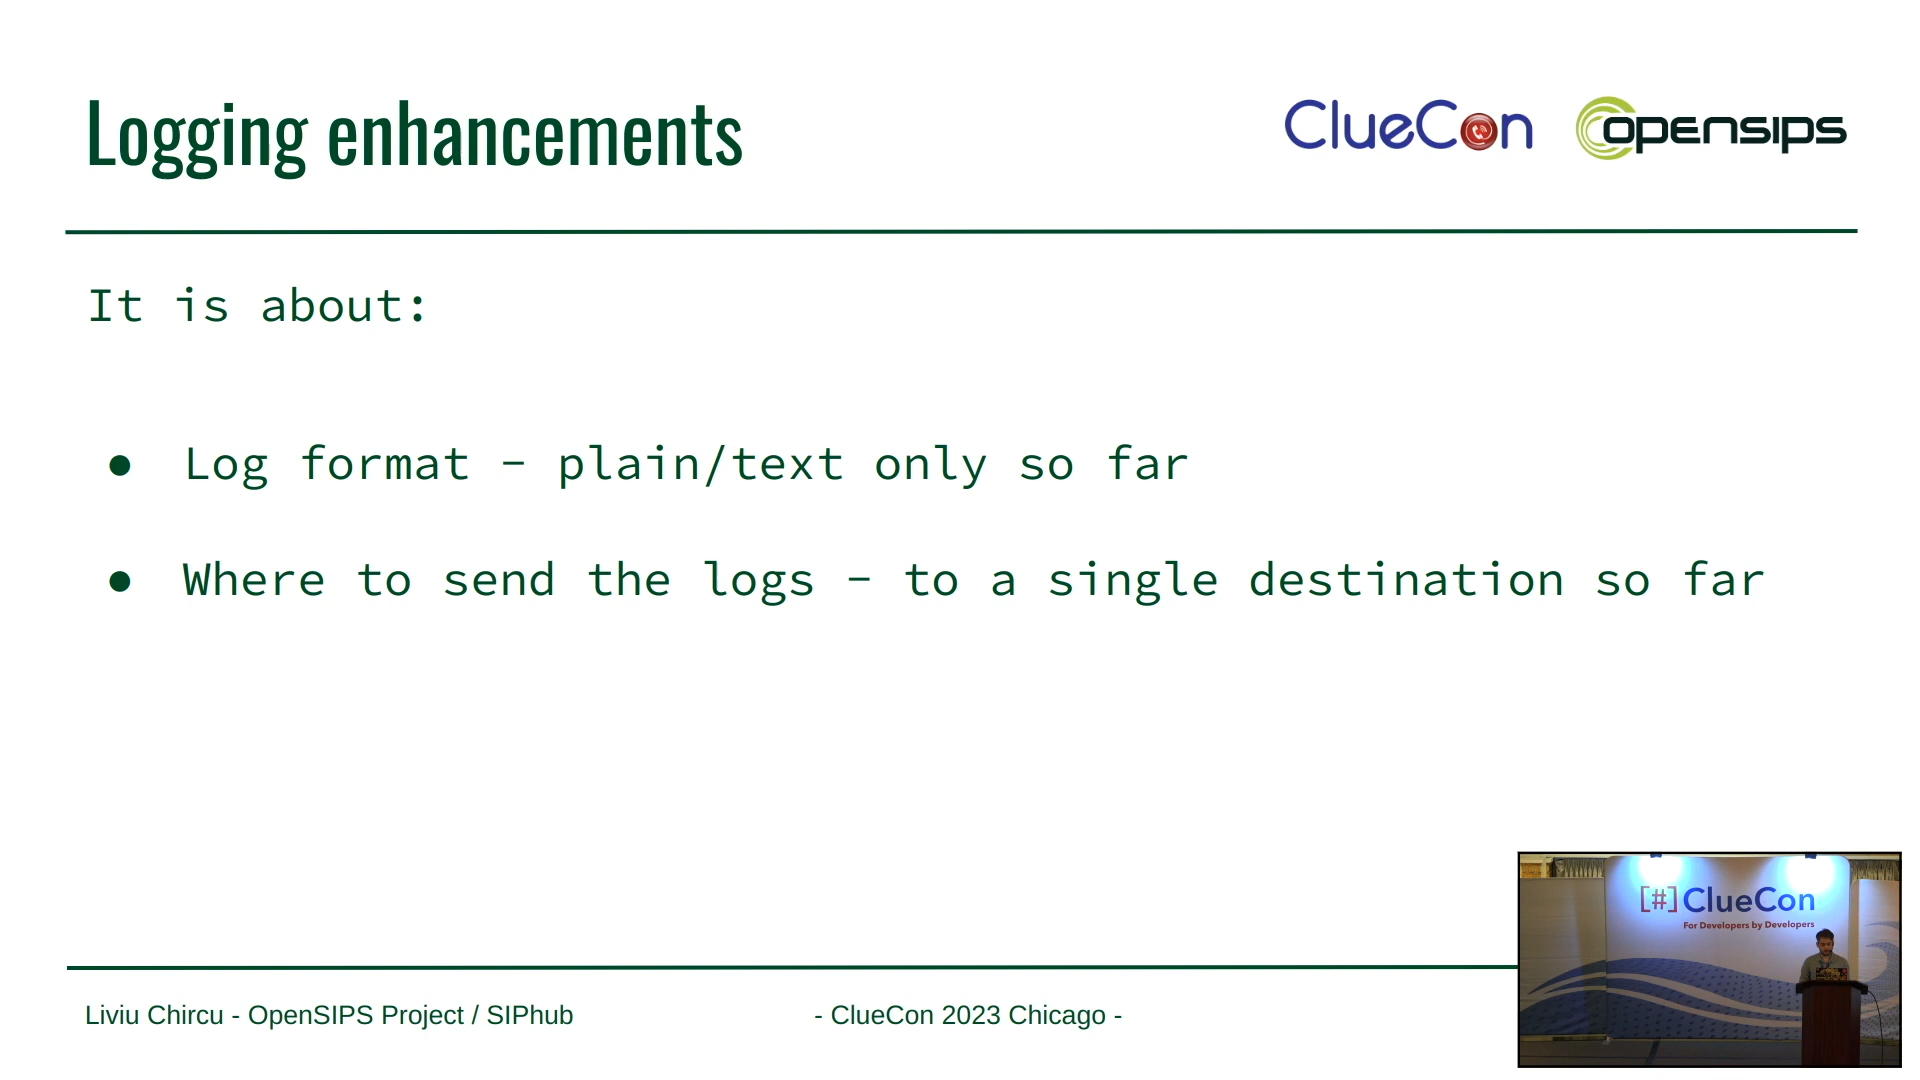 Logging enhancements
ClueCon
opensips
It is about:
● Log format – plain/text only so far
● Where to send the logs – to a single destination so far
[#] ClueCon
For Developers by Developers
Liviu Chircu - OpenSIPS Project / SIPhub
- ClueCon 2023 Chicago -